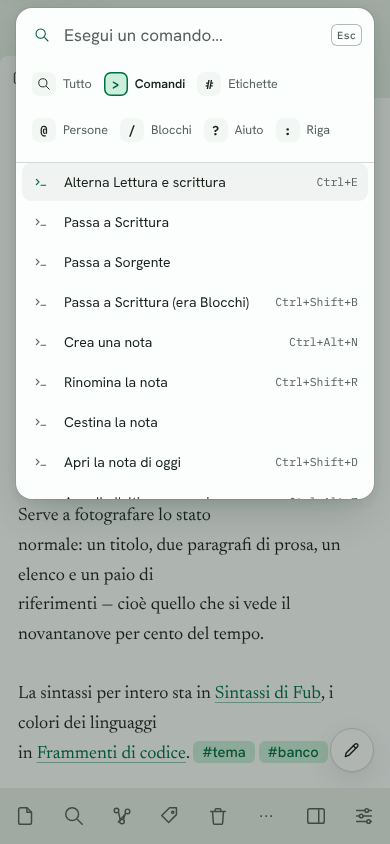 Esegui un comando...
Esc
Tutto
> Comandi
# Etichette
@ Persone
/ Blocchi
? Aiuto
: Riga
Alterna Lettura e scrittura Ctrl+E
Passa a Scrittura
Passa a Sorgente
Passa a Scrittura (era Blocchi) Ctrl+Shift+B
Crea una nota Ctrl+Alt+N
Rinomina la nota Ctrl+Shift+R
Cestina la nota
Apri la nota di oggi Ctrl+Shift+D
Serve a fotografare lo stato
normale: un titolo, due paragrafi di prosa, un
elenco e un paio di
riferimenti — cioè quello che si vede il
novantanove per cento del tempo.
La sintassi per intero sta in Sintassi di Fub, i
colori dei linguaggi
in Frammenti di codice. #tema #banco